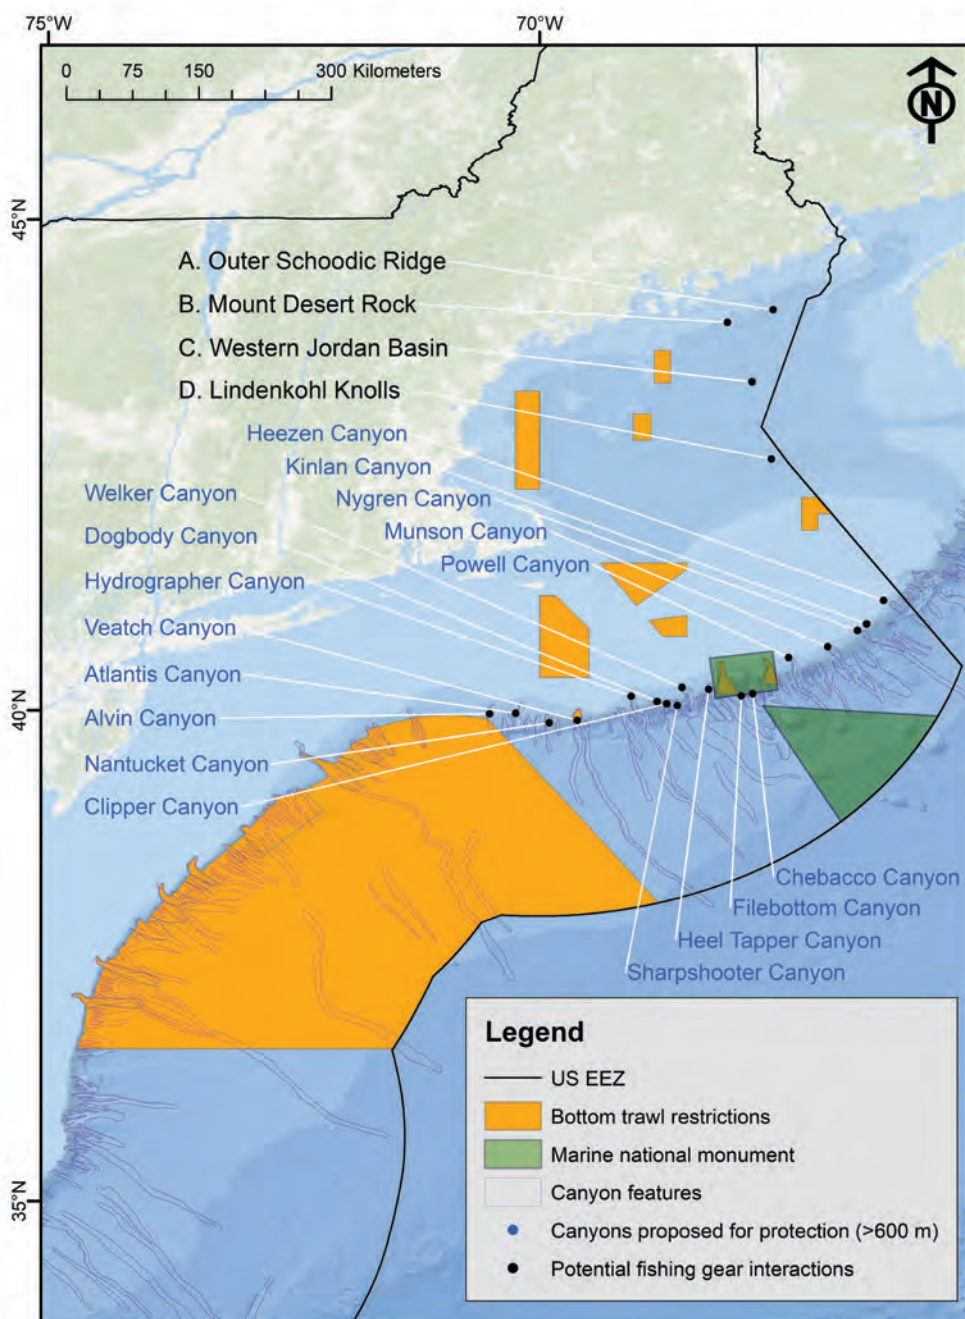 75°W
70°W
0 75 150 300 Kilometers
N
45°N
A. Outer Schoodic Ridge
B. Mount Desert Rock
C. Western Jordan Basin
D. Lindenkohl Knolls
Heezen Canyon
Kinlan Canyon
Welker Canyon
Nygren Canyon
Dogbody Canyon
Munson Canyon
Powell Canyon
Hydrographer Canyon
Veatch Canyon
Atlantis Canyon
40°N
Alvin Canyon
Nantucket Canyon
Clipper Canyon
Chebacco Canyon
Filebottom Canyon
Heel Tapper Canyon
Sharpshooter Canyon
35°N
Legend
US EEZ
Bottom trawl restrictions
Marine national monument
Canyon features
Canyons proposed for protection (>600 m)
Potential fishing gear interactions